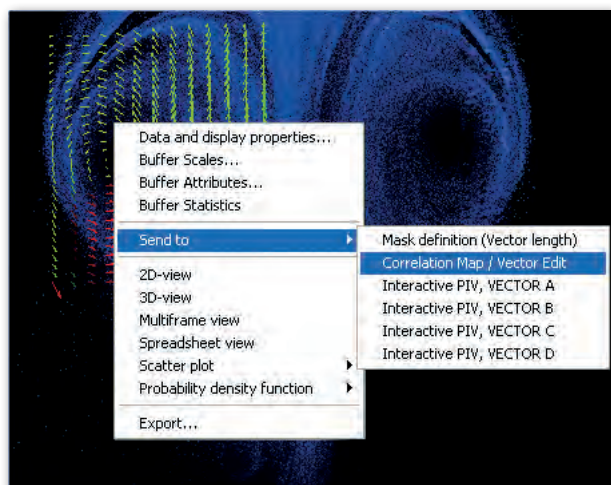 Data and display properties...
Buffer Scales...
Buffer Attributes...
Buffer Statistics
Send to
2D-view
3D-view
Multiframe view
Spreadsheet view
Scatter plot
Probability density function
Export...
Mask definition (Vector length)
Correlation Map / Vector Edit
Interactive PIV, VECTOR A
Interactive PIV, VECTOR B
Interactive PIV, VECTOR C
Interactive PIV, VECTOR D